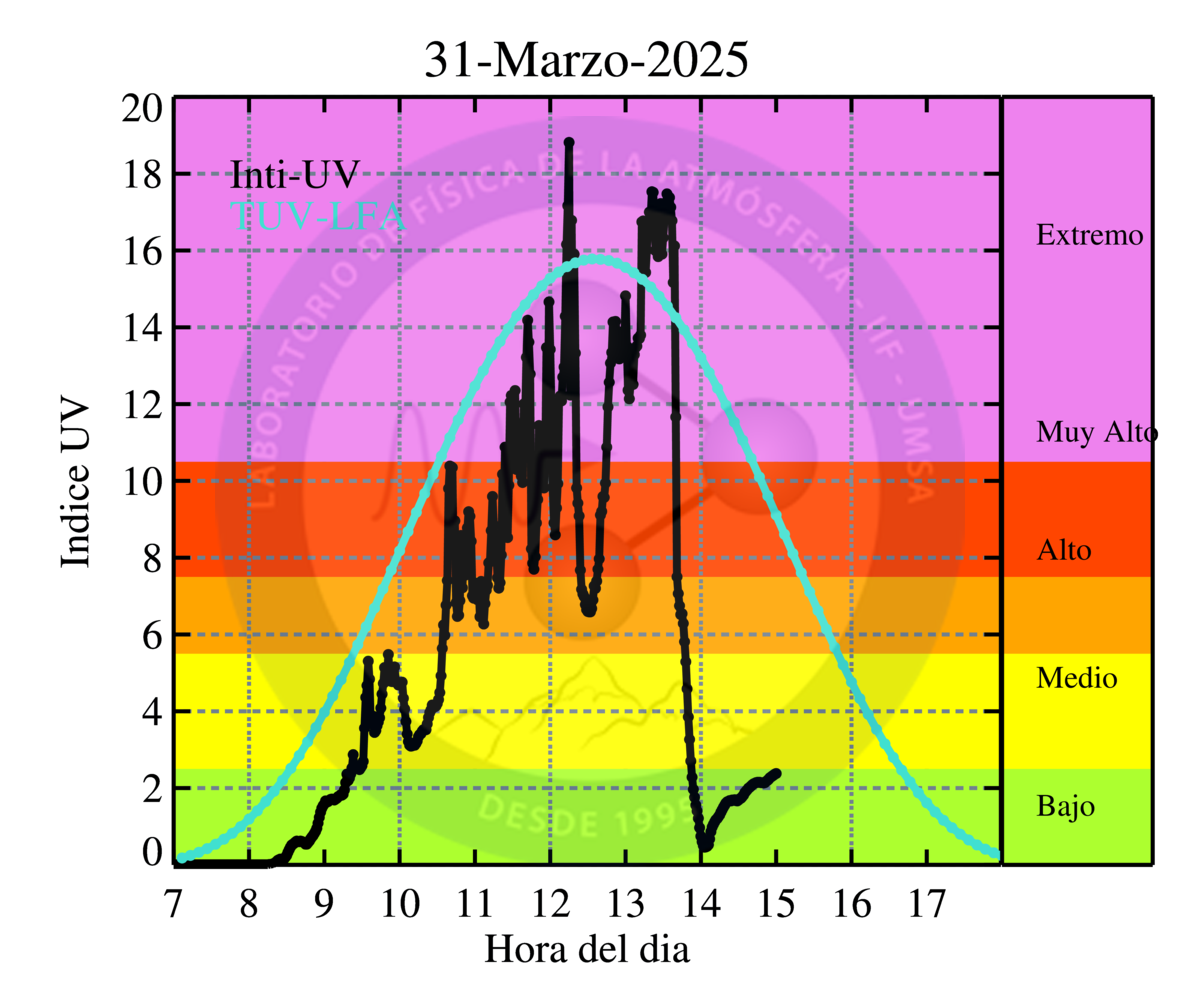 31-Marzo-2025
20
18
16
14
12
10
8
6
4
2
0
Indice UV
Inti-UV
TUV-LFA
LABORATORIO DE FÍSICA DE LA ATMÓSFERA - IIF - UMSA
DESDE 1995
Extremo
Muy Alto
Alto
Medio
Bajo
7 8 9 10 11 12 13 14 15 16 17
Hora del dia